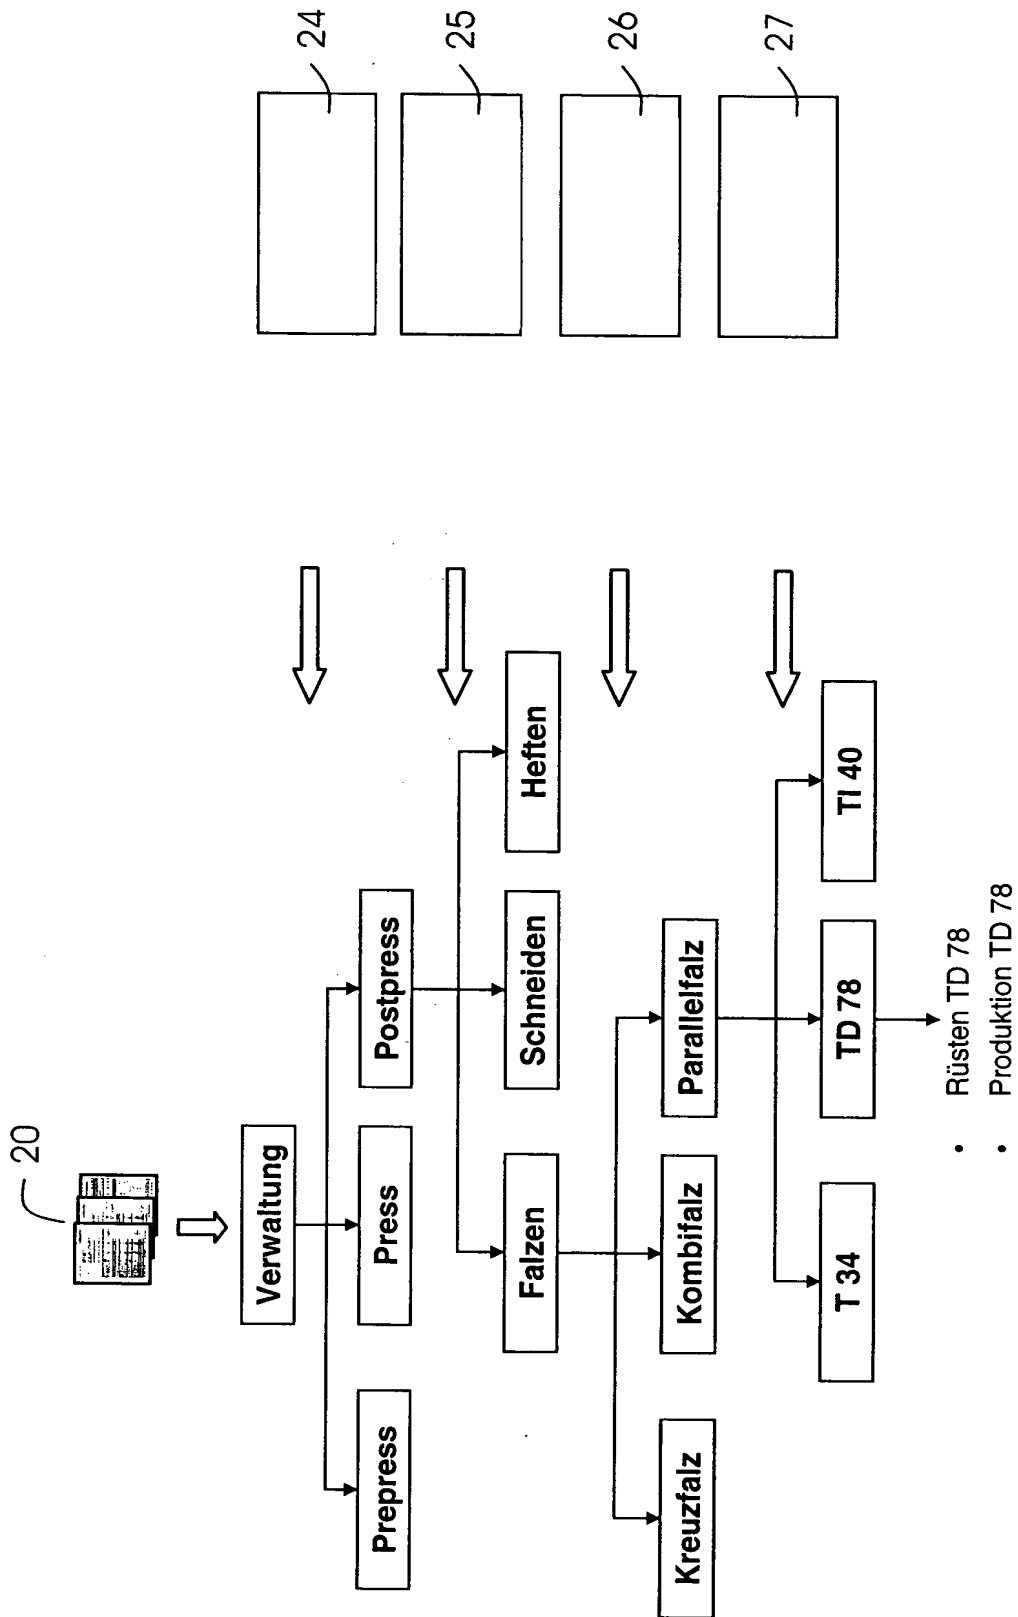 20
Verwaltung
24
Prepress
Press
Postpress
25
Falzen
Schneiden
Heften
26
Kreuzfalz
Kombifalz
Parallelfalz
27
T 34
TD 78
TI 40
• Rüsten TD 78
• Produktion TD 78